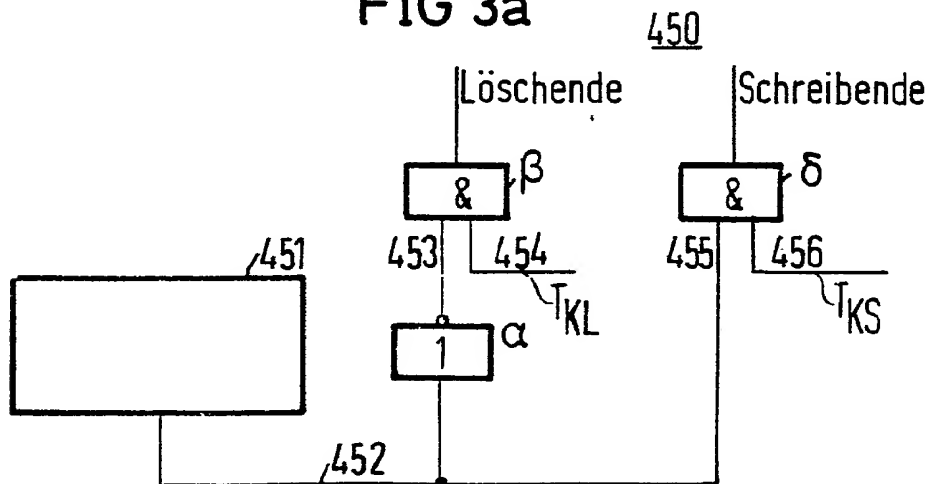 FIG 3a
450
Löschende
Schreibende
& β
& δ
451
453
454
455
456
T_KL
T_KS
1 α
452